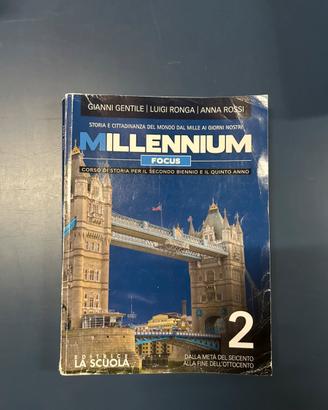 GIANNI GENTILE | LUIGI RONGA | ANNA ROSSI
STORIA E CITTADINANZA DEL MONDO DAL MILLE AI GIORNI NOSTRI
MILLENNIUM
FOCUS
CORSO DI STORIA PER IL SECONDO BIENNIO E IL QUINTO ANNO
2
DALLA METÀ DEL SEICENTO
ALLA FINE DELL'OTTOCENTO
EDITRICE
LA SCUOLA